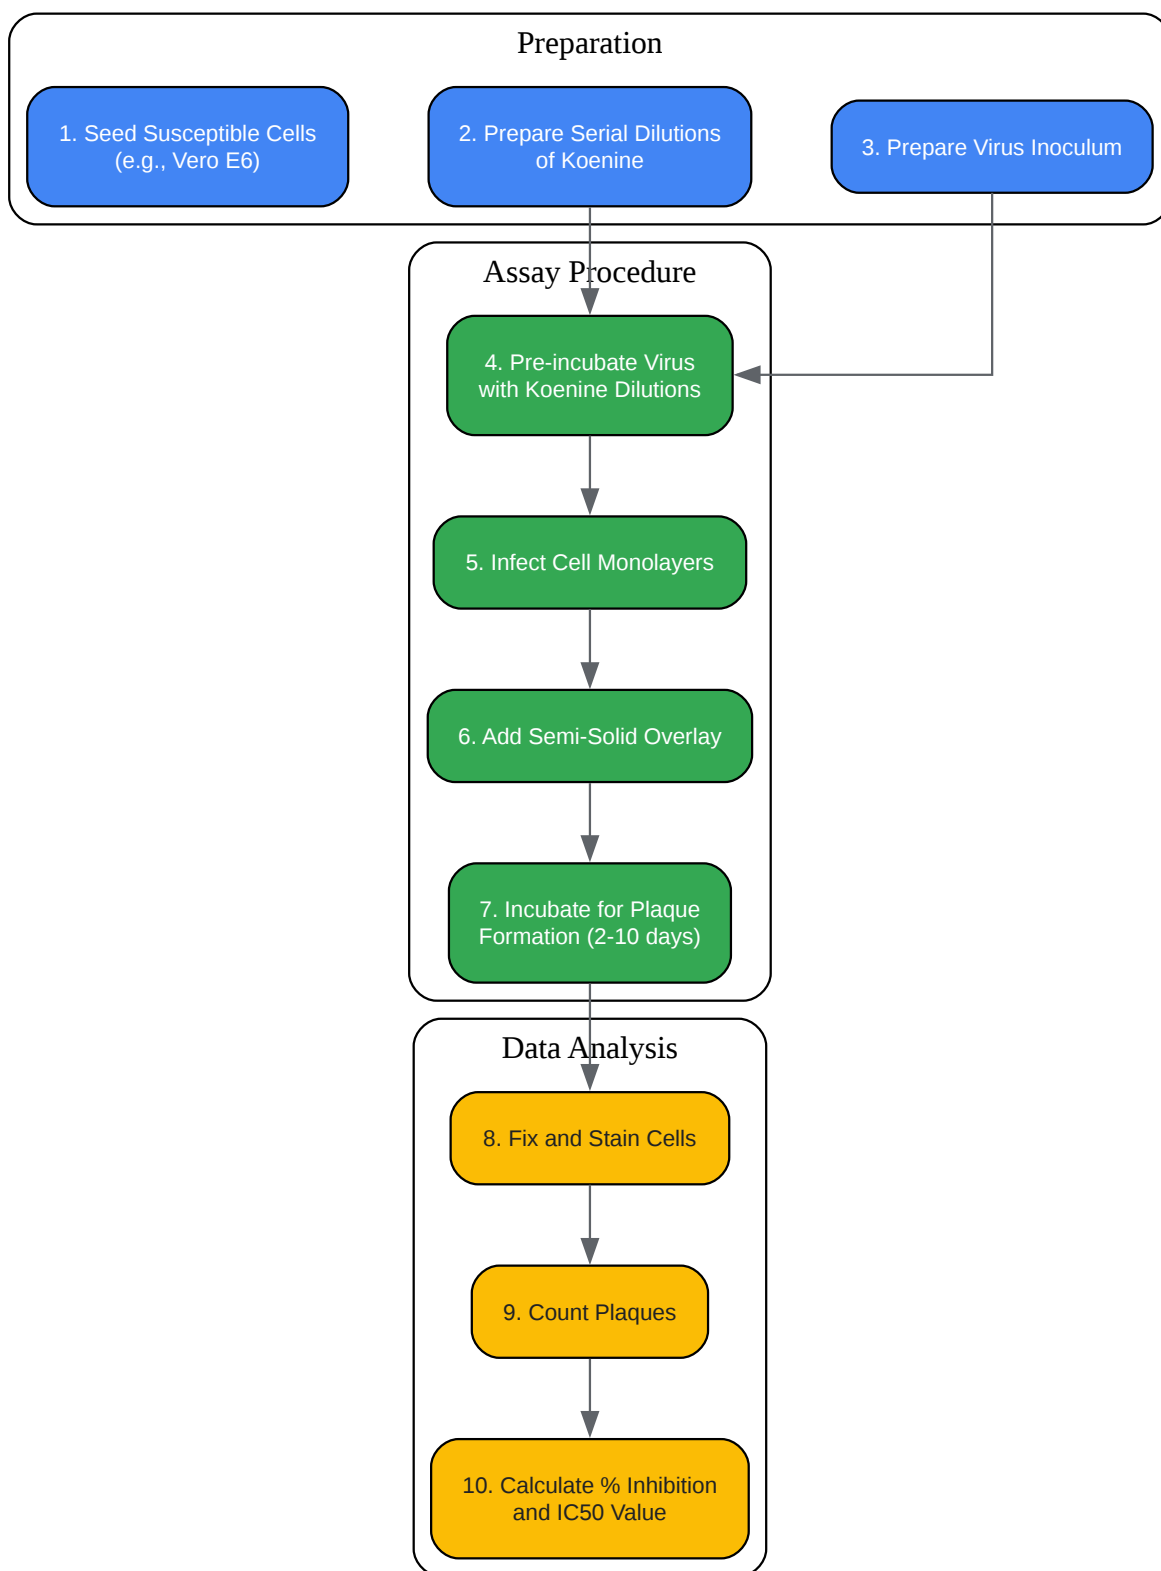 Preparation
1. Seed Susceptible Cells
(e.g., Vero E6)
2. Prepare Serial Dilutions
of Koenine
3. Prepare Virus Inoculum
Assay Procedure
4. Pre-incubate Virus
with Koenine Dilutions
5. Infect Cell Monolayers
6. Add Semi-Solid Overlay
7. Incubate for Plaque
Formation (2-10 days)
Data Analysis
8. Fix and Stain Cells
9. Count Plaques
10. Calculate % Inhibition
and IC50 Value